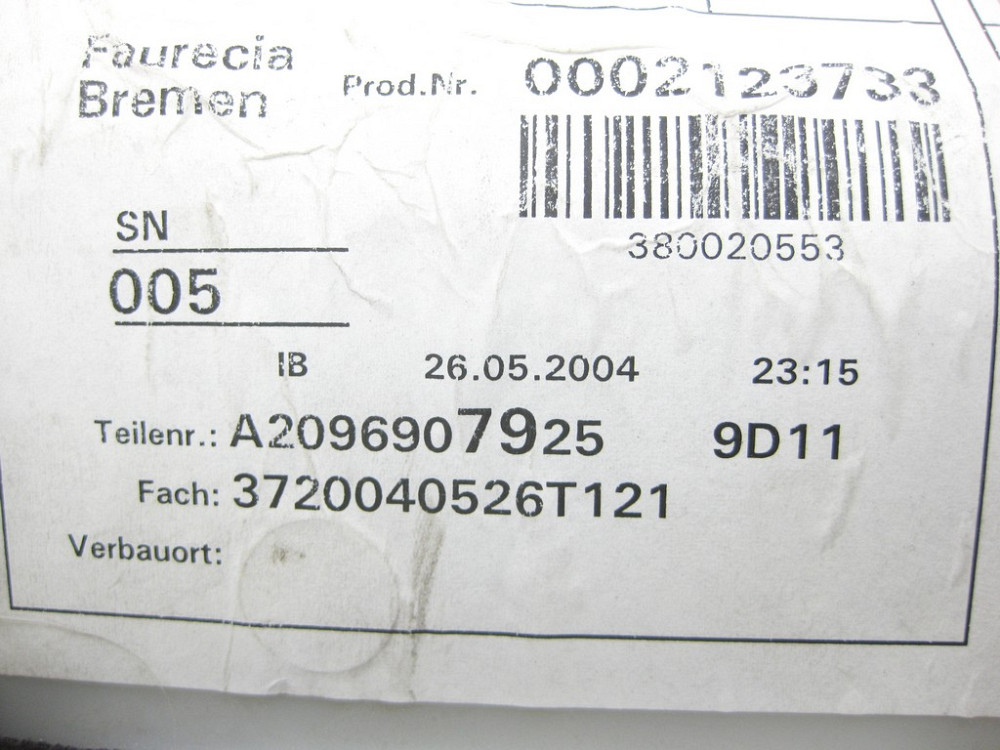 Faurecia
Bremen
Prod.Nr. 0002123733
380020553
SN
005
IB 26.05.2004 23:15
Teilenr.: A2096907925 9D11
Fach: 3720040526T121
Verbauort: